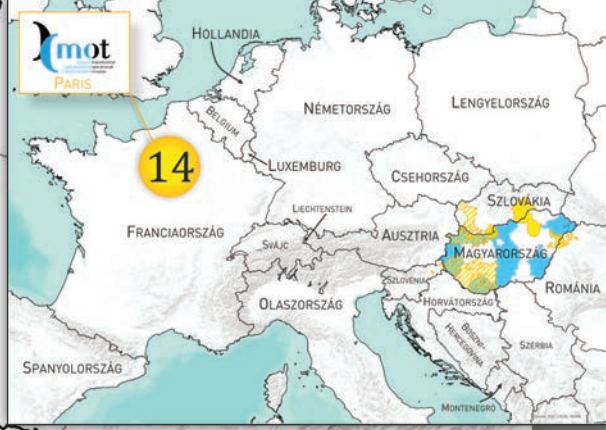 mot
PARIS
14
HOLLANDIA
BELGIUM
NÉMETORSZÁG
LENGYELORSZÁG
LUXEMBURG
CSEHORSZÁG
SZLOVÁKIA
LIECHTENSTEIN
FRANCIAORSZÁG
SVÁJC
AUSZTRIA
MAGYARORSZÁG
SZLOVÉNIA
ROMÁNIA
OLASZORSZÁG
HORVÁTORSZÁG
BOSZNIA-
HERCEGOVINA
SZERBIA
SPANYOLORSZÁG
MONTENEGRÓ